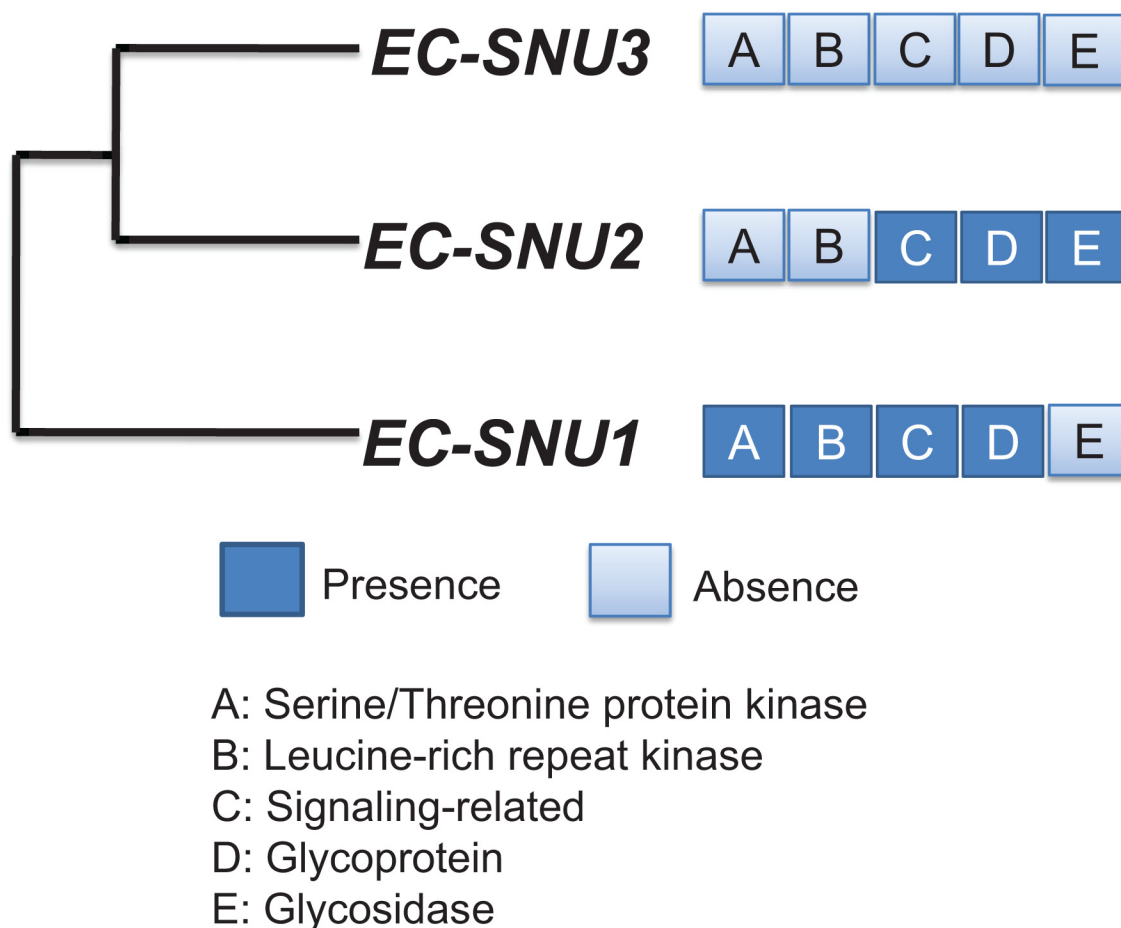 EC-SNU3 A B C D E
EC-SNU2 A B C D E
EC-SNU1 A B C D E
Presence Absence
A: Serine/Threonine protein kinase
B: Leucine-rich repeat kinase
C: Signaling-related
D: Glycoprotein
E: Glycosidase